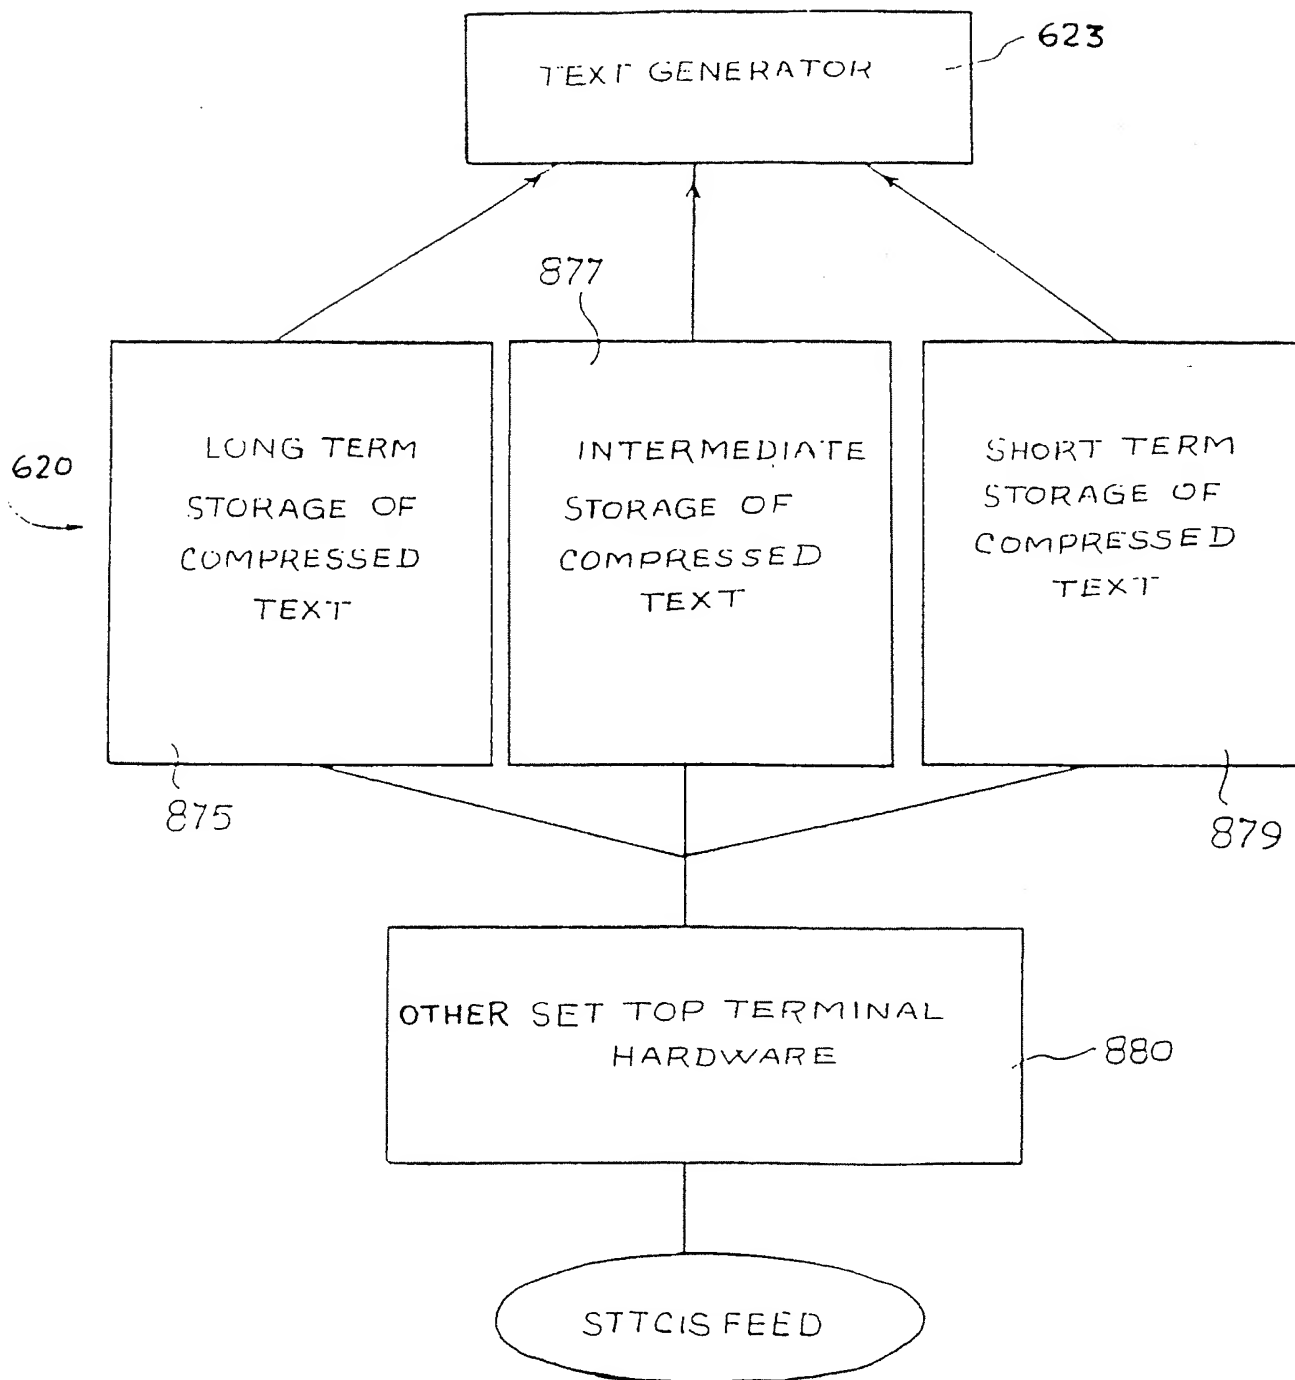 623
TEXT GENERATOR
877
620
LONG TERM
STORAGE OF
COMPRESSED
TEXT
INTERMEDIATE
STORAGE OF
COMPRESSED
TEXT
SHORT TERM
STORAGE OF
COMPRESSED
TEXT
875
879
OTHER SET TOP TERMINAL
HARDWARE
880
STTCIS FEED